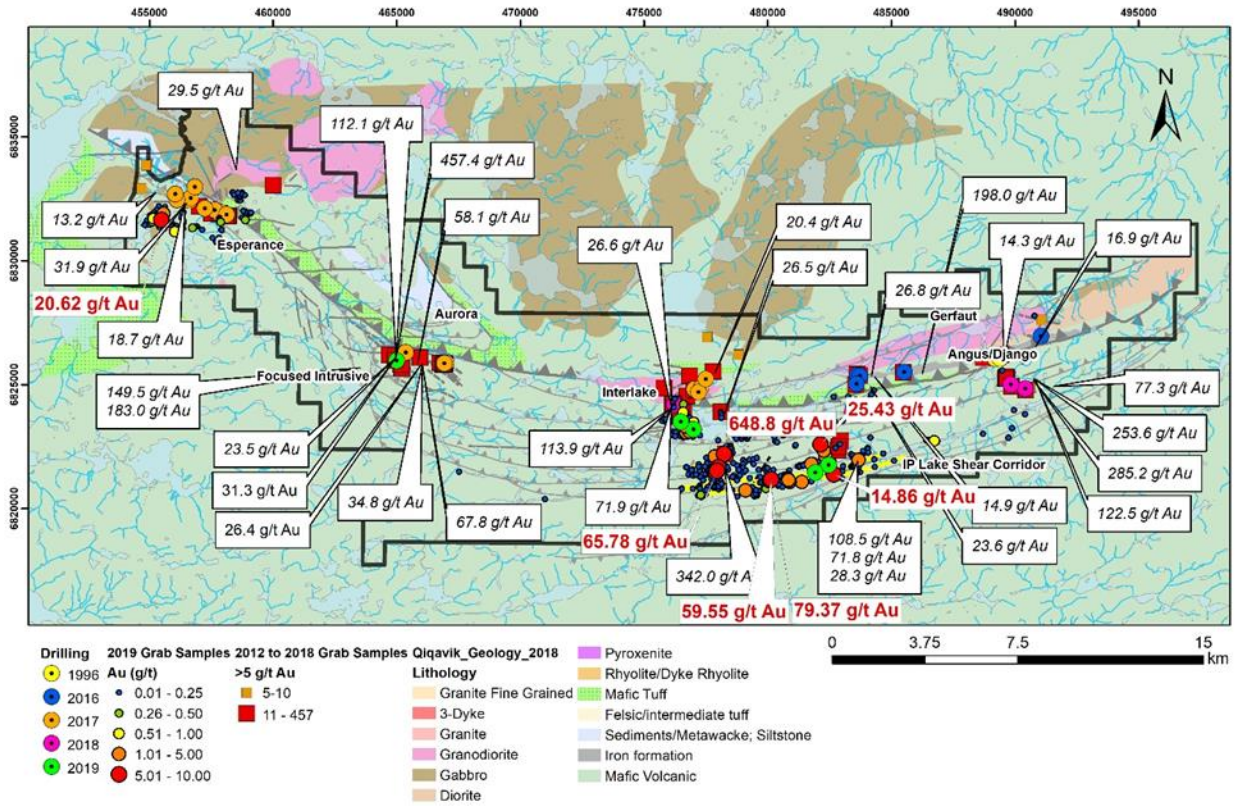 455000 460000 465000 470000 475000 480000 485000 490000 495000
6835000
6830000
6825000
6820000
N
29.5 g/t Au
112.1 g/t Au
457.4 g/t Au
58.1 g/t Au
13.2 g/t Au
31.9 g/t Au
20.62 g/t Au
18.7 g/t Au
Esperance
Aurora
26.6 g/t Au
20.4 g/t Au
26.5 g/t Au
198.0 g/t Au
14.3 g/t Au
16.9 g/t Au
26.8 g/t Au
Gerfaut
Angus/Django
Focused Intrusive
Interlake
149.5 g/t Au
183.0 g/t Au
23.5 g/t Au
31.3 g/t Au
26.4 g/t Au
34.8 g/t Au
67.8 g/t Au
113.9 g/t Au
71.9 g/t Au
648.8 g/t Au
25.43 g/t Au
77.3 g/t Au
253.6 g/t Au
285.2 g/t Au
122.5 g/t Au
IP Lake Shear Corridor
14.86 g/t Au
14.9 g/t Au
23.6 g/t Au
65.78 g/t Au
342.0 g/t A
108.5 g/t Au
71.8 g/t Au
28.3 g/t Au
59.55 g/t Au
79.37 g/t Au
0 3.75 7.5 15
km
Drilling
1996
2016
2017
2018
2019
2019 Grab Samples
Au (g/t)
0.01 - 0.25
0.26 - 0.50
0.51 - 1.00
1.01 - 5.00
5.01 - 10.00
2012 to 2018 Grab Samples
>5 g/t Au
5-10
11 - 457
Qiqavik_Geology_2018
Lithology
Granite Fine Grained
3-Dyke
Granite
Granodiorite
Gabbro
Diorite
Pyroxenite
Rhyolite/Dyke Rhyolite
Mafic Tuff
Felsic/intermediate tuff
Sediments/Metawacke; Siltstone
Iron formation
Mafic Volcanic